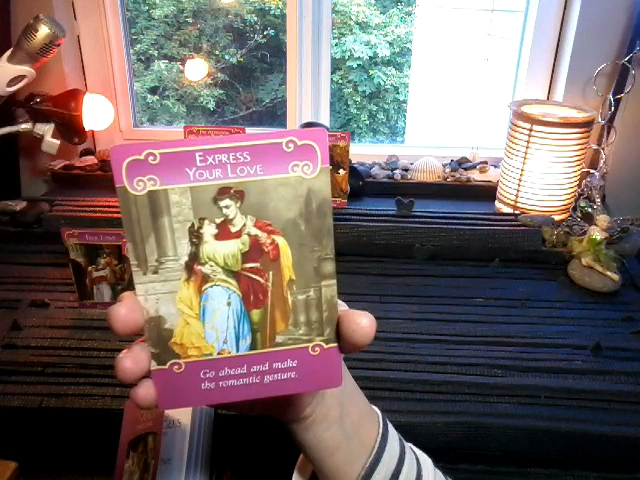 EXPRESS
YOUR LOVE
Go ahead and make
the romantic gesture.